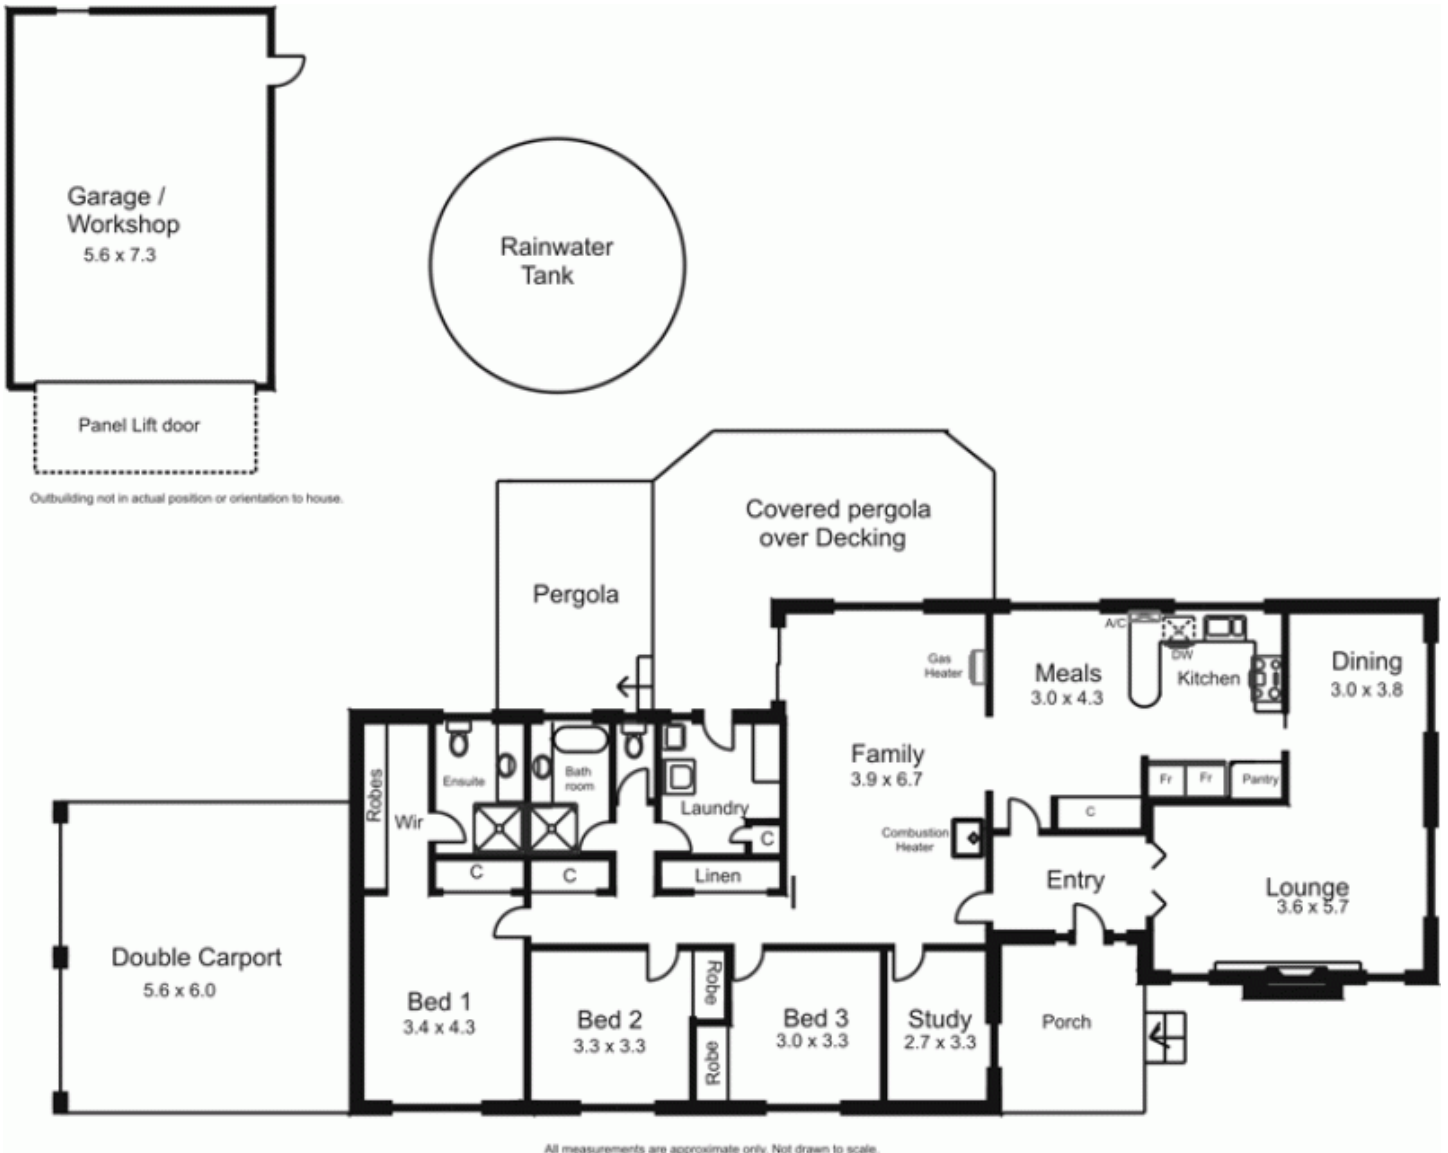 Garage /
Workshop
5.6 x 7.3
Panel Lift door
Outbuilding not in actual position or orientation to house.
Rainwater
Tank
Covered pergola
over Decking
Pergola
A/C
DW
Gas
Heater
Meals
3.0 x 4.3
Kitchen
Dining
3.0 x 3.8
Family
3.9 x 6.7
Fr
Fr
Pantry
C
Robes
Wir
Ensuite
Bath
room
Laundry
C
Combustion
Heater
C
C
Linen
Entry
Lounge
3.6 x 5.7
Double Carport
5.6 x 6.0
Bed 1
3.4 x 4.3
Bed 2
3.3 x 3.3
Robe
Robe
Bed 3
3.0 x 3.3
Study
2.7 x 3.3
Porch
All measurements are approximate only. Not drawn to scale.